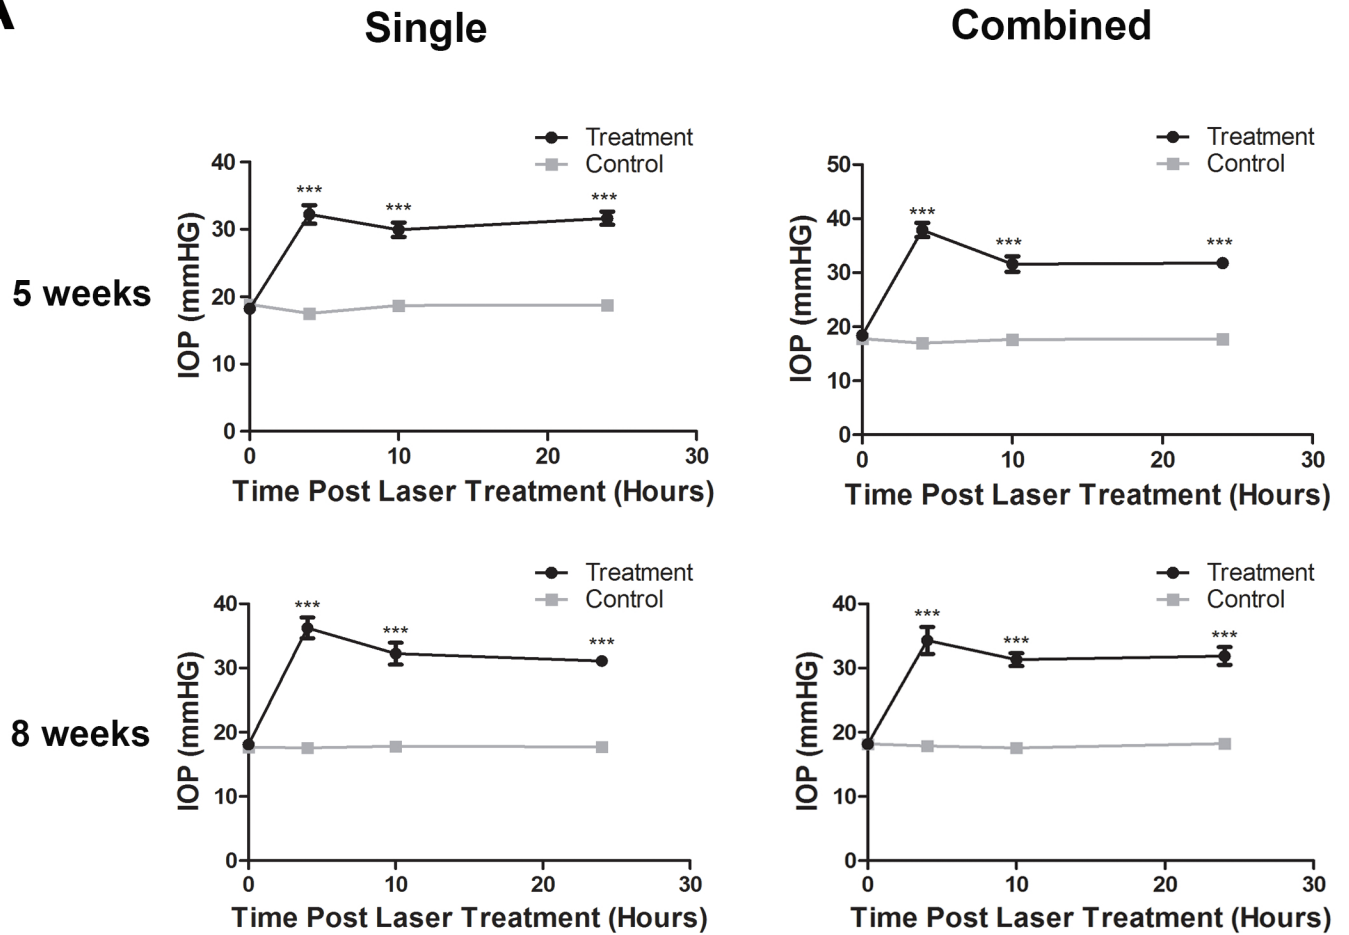 A
Single
Combined
5 weeks
Treatment
Control
***
***
***
40
30
20
10
0
IOP (mmHG)
0 10 20 30
Time Post Laser Treatment (Hours)
Treatment
Control
***
***
***
50
40
30
20
10
0
IOP (mmHG)
0 10 20 30
Time Post Laser Treatment (Hours)
8 weeks
Treatment
Control
***
***
***
40
30
20
10
0
IOP (mmHG)
0 10 20 30
Time Post Laser Treatment (Hours)
Treatment
Control
***
***
***
40
30
20
10
0
IOP (mmHG)
0 10 20 30
Time Post Laser Treatment (Hours)